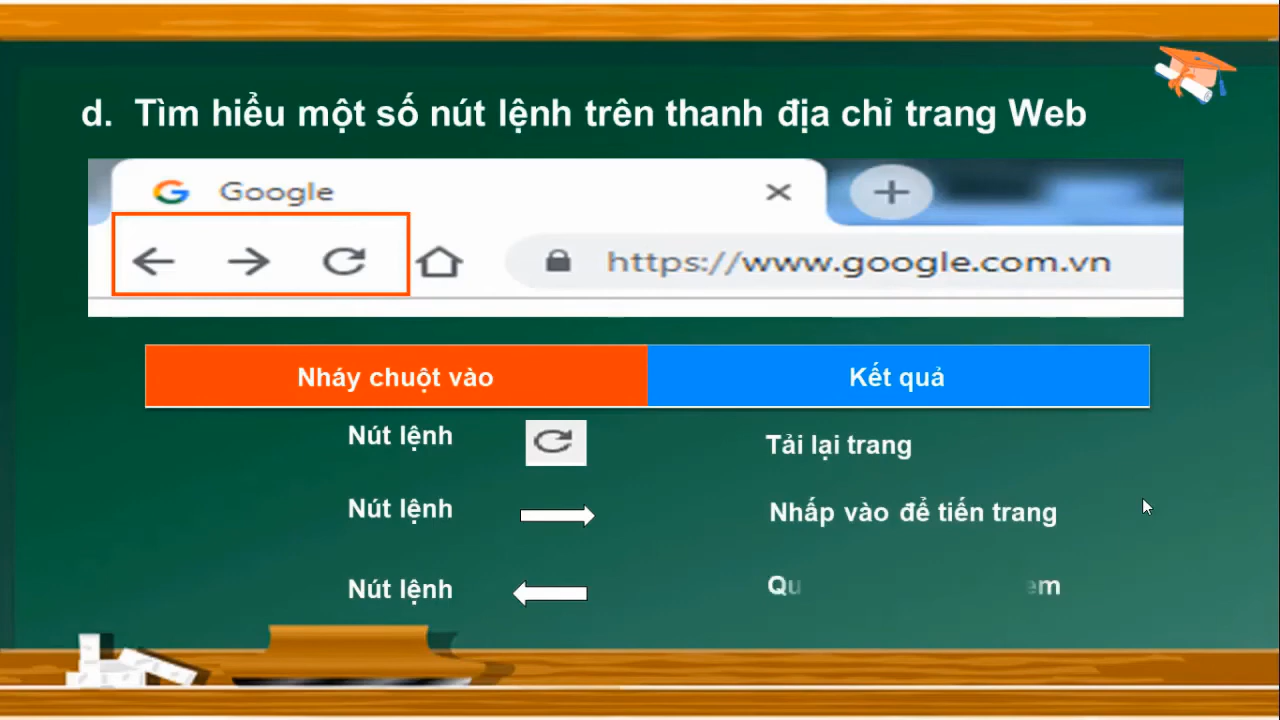 d. Tìm hiểu một số nút lệnh trên thanh địa chỉ trang Web
Google
https://www.google.com.vn
Nháy chuột vào Kết quả
Nút lệnh Tải lại trang
Nút lệnh Nhấp vào để tiến trang
Nút lệnh